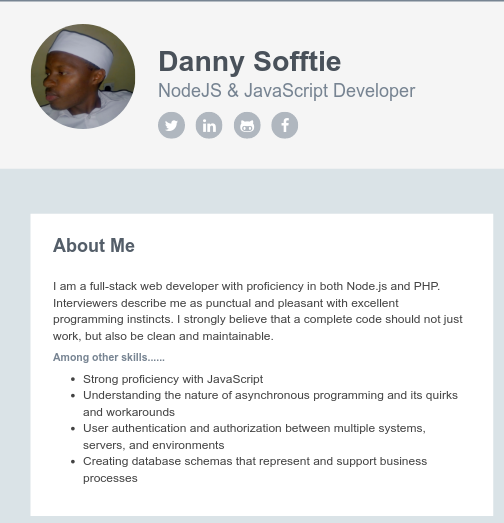 Danny Sofftie
NodeJS & JavaScript Developer
About Me
I am a full-stack web developer with proficiency in both Node.js and PHP.
Interviewers describe me as punctual and pleasant with excellent
programming instincts. I strongly believe that a complete code should not just
work, but also be clean and maintainable.
Among other skills......
• Strong proficiency with JavaScript
• Understanding the nature of asynchronous programming and its quirks
and workarounds
• User authentication and authorization between multiple systems,
servers, and environments
• Creating database schemas that represent and support business
processes